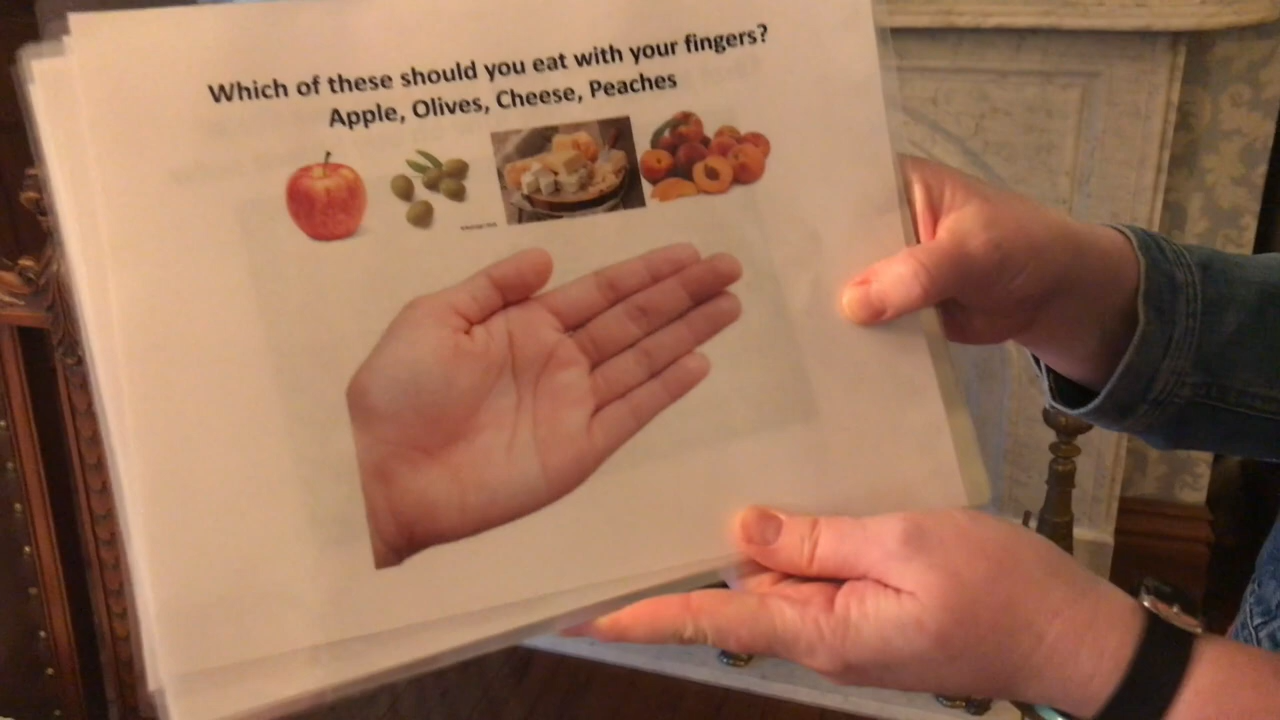 Which of these should you eat with your fingers?
Apple, Olives, Cheese, Peaches